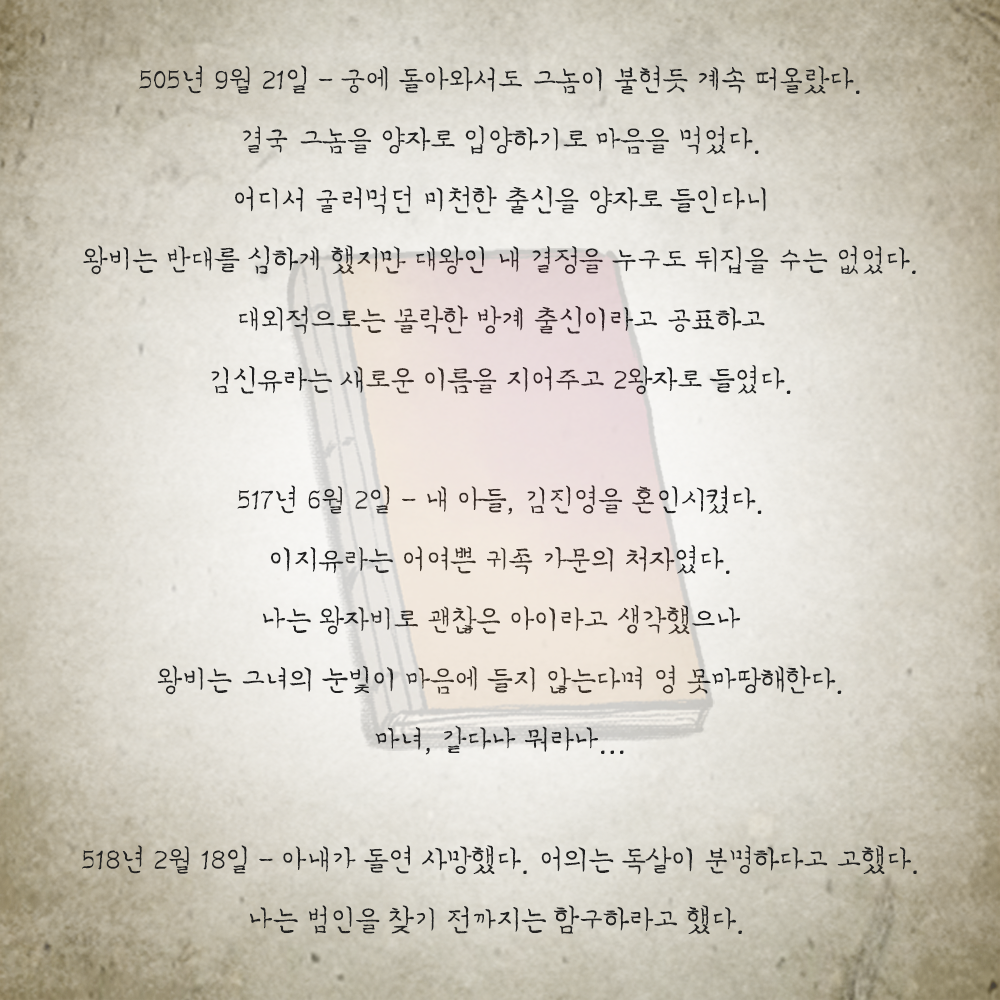 505년 9월 21일 - 궁에 돌아와서도 그놈이 불현듯 계속 떠올랐다.
결국 그놈을 양자로 입양하기로 마음을 먹었다.
어디서 굴러먹던 미천한 출신을 양자로 들인다니
왕비는 반대를 심하게 했지만 대왕인 내 결정을 누구도 뒤집을 수는 없었다.
대외적으로는 몰락한 방계 출신이라고 공표하고
김신유라는 새로운 이름을 지어주고 2왕자로 들였다.
517년 6월 2일 - 내 아들, 김진영을 혼인시켰다.
이지유라는 어여쁜 귀족 가문의 처자였다.
나는 왕자비로 괜찮은 아이라고 생각했으나
왕비는 그녀의 눈빛이 마음에 들지 않는다며 영 못마땅해한다.
마녀, 같다나 뭐라나...
518년 2월 18일 - 아내가 돌연 사망했다. 어의는 독살이 분명하다고 고했다.
나는 범인을 찾기 전까지는 함구하라고 했다.